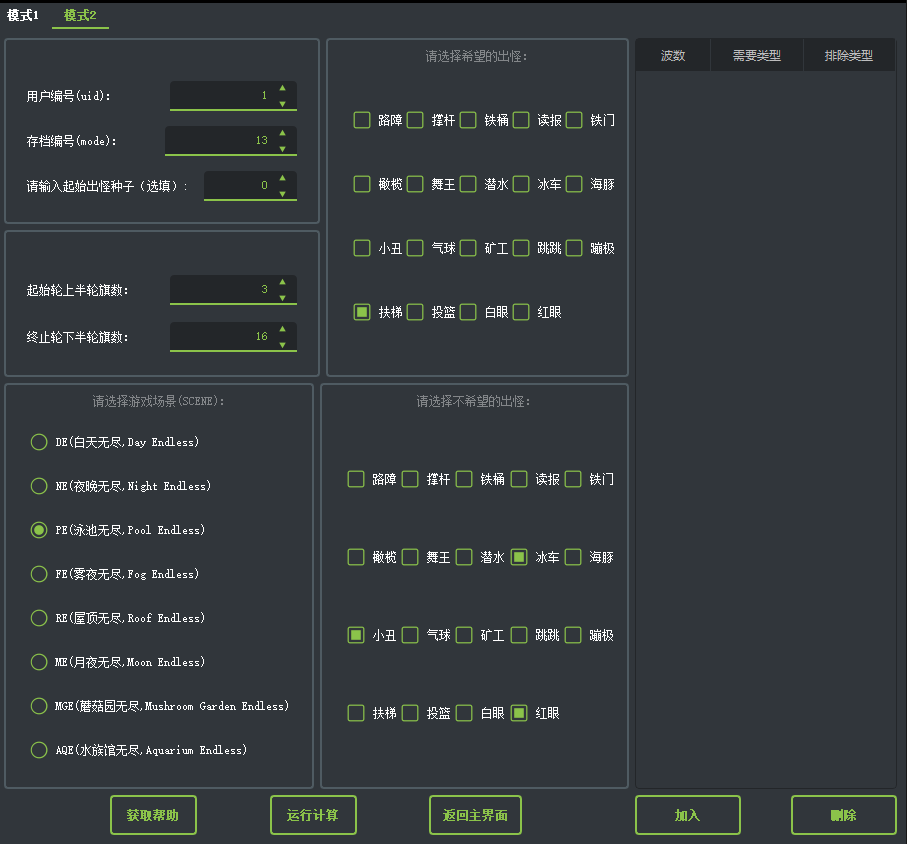 模式1 模式2
用户编号(uid): 1
存档编号(mode): 13
请输入起始出怪种子（选填）: 0
起始轮上半轮旗数: 3
终止轮下半轮旗数: 16
请选择希望的出怪:
路障 撑杆 铁桶 读报 铁门
橄榄 舞王 潜水 冰车 海豚
小丑 气球 矿工 跳跳 蹦极
扶梯 投篮 白眼 红眼
波数 需要类型 排除类型
请选择游戏场景(SCENE):
DE(白天无尽,Day Endless)
NE(夜晚无尽,Night Endless)
PE(泳池无尽,Pool Endless)
FE(雾夜无尽,Fog Endless)
RE(屋顶无尽,Roof Endless)
ME(月夜无尽,Moon Endless)
MGE(蘑菇园无尽,Mushroom Garden Endless)
AQE(水族馆无尽,Aquarium Endless)
请选择不希望的出怪:
路障 撑杆 铁桶 读报 铁门
橄榄 舞王 潜水 冰车 海豚
小丑 气球 矿工 跳跳 蹦极
扶梯 投篮 白眼 红眼
获取帮助 运行计算 返回主界面 加入 删除